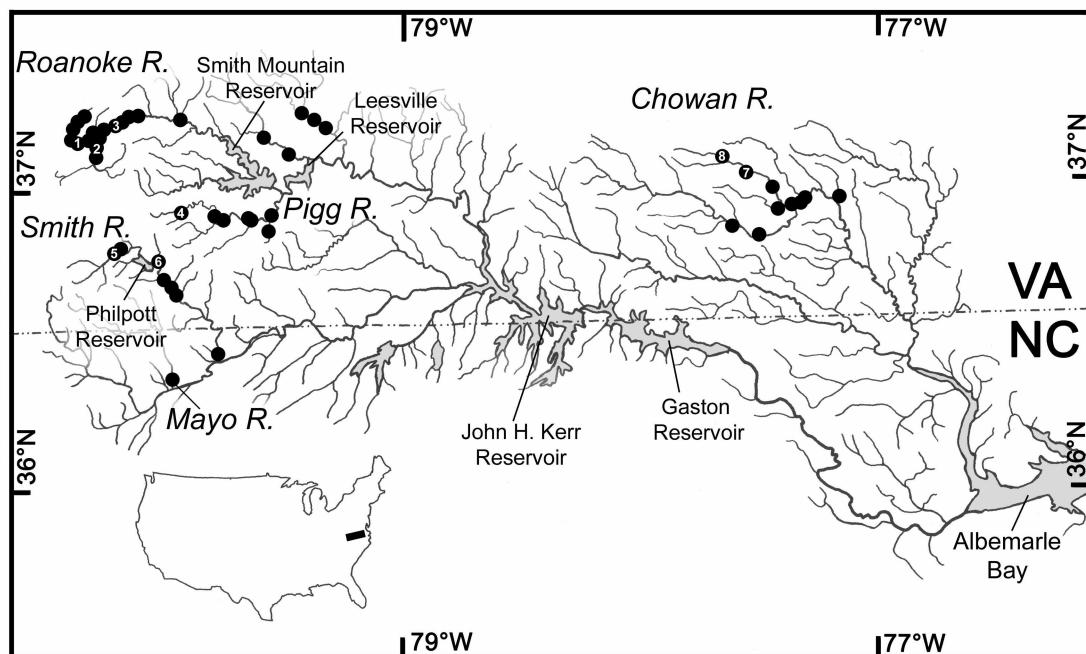 79°W
77°W
Roanoke R.
Smith Mountain
Reservoir
Leesville
Reservoir
Chowan R.
37°N
37°N
3
1
2
8
7
4
Pigg R.
Smith R.
5
6
Philpott
Reservoir
VA
NC
Mayo R.
John H. Kerr
Reservoir
Gaston
Reservoir
36°N
36°N
Albemarle
Bay
79°W
77°W